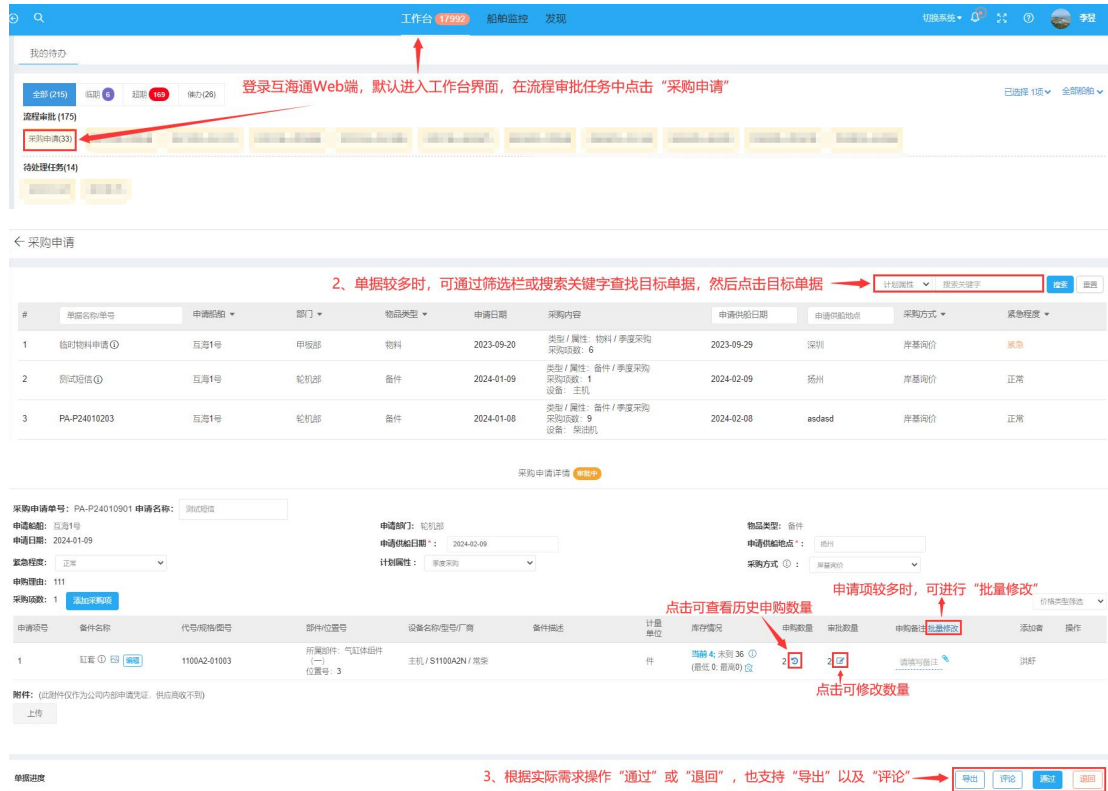 工作台 17992 船舶监控 发现 切换系统 李登
我的待办
登录互海通Web端，默认进入工作台界面，在流程审批任务中点击“采购申请”
全部 (215) 临期 6 超期 169 催办(26) 已选择 1项 全部船舶
流程审批 (175)
采购申请(33)
待处理任务(14)
采购申请
2、单据较多时，可通过筛选栏或搜索关键字查找目标单据，然后点击目标单据 计划属性 搜索关键字 搜索 重置
# 单据名称/单号 申请船舶 部门 物品类型 申请日期 采购内容 申请供船日期 申请供船地点 采购方式 紧急程度
1 临时物料申请 互海1号 甲板部 物料 2023-09-20 类型 / 属性：物料 / 季度采购 2023-09-29 深圳 岸基询价 紧急
采购项数：6
2 测试短信 互海1号 轮机部 备件 2024-01-09 类型 / 属性：备件 / 季度采购 2024-02-09 扬州 岸基询价 正常
采购项数：1
设备：主机
3 PA-P24010203 互海1号 轮机部 备件 2024-01-08 类型 / 属性：备件 / 季度采购 2024-02-08 asdasd 岸基询价 正常
采购项数：9
设备：柴油机
采购申请详情 审批中
采购申请单号：PA-P24010901 申请名称： 测试短信
申请船舶：互海1号 申请部门：轮机部 物品类型：备件
申请日期：2024-01-09 申请供船日期*： 2024-02-09 申请供船地点*： 扬州
紧急程度： 正常 计划属性： 季度采购 采购方式： 岸基询价
申购理由：111
申请项较多时，可进行“批量修改”
采购项数：1 添加采购项 点击可查看历史申购数量 价格类型筛选
申请项号 备件名称 代号/规格/图号 部件/位置号 设备名称/型号/厂商 备件描述 计量单位 库存情况 申购数量 审批数量 申购备注 批量修改 添加者 操作
1 缸套 编辑 1100A2-01003 所属部件：气缸体组件（一） 主机 / S1100A2N / 常柴 件 当前 4; 未到 36 2 2 请填写备注 洪舒
位置号：3 (最低 0; 最高0)
点击可修改数量
附件：(此附件仅作为公司内部申请凭证，供应商收不到)
上传
单据进度 3、根据实际需求操作“通过”或“退回”，也支持“导出”以及“评论” 导出 评论 通过 退回